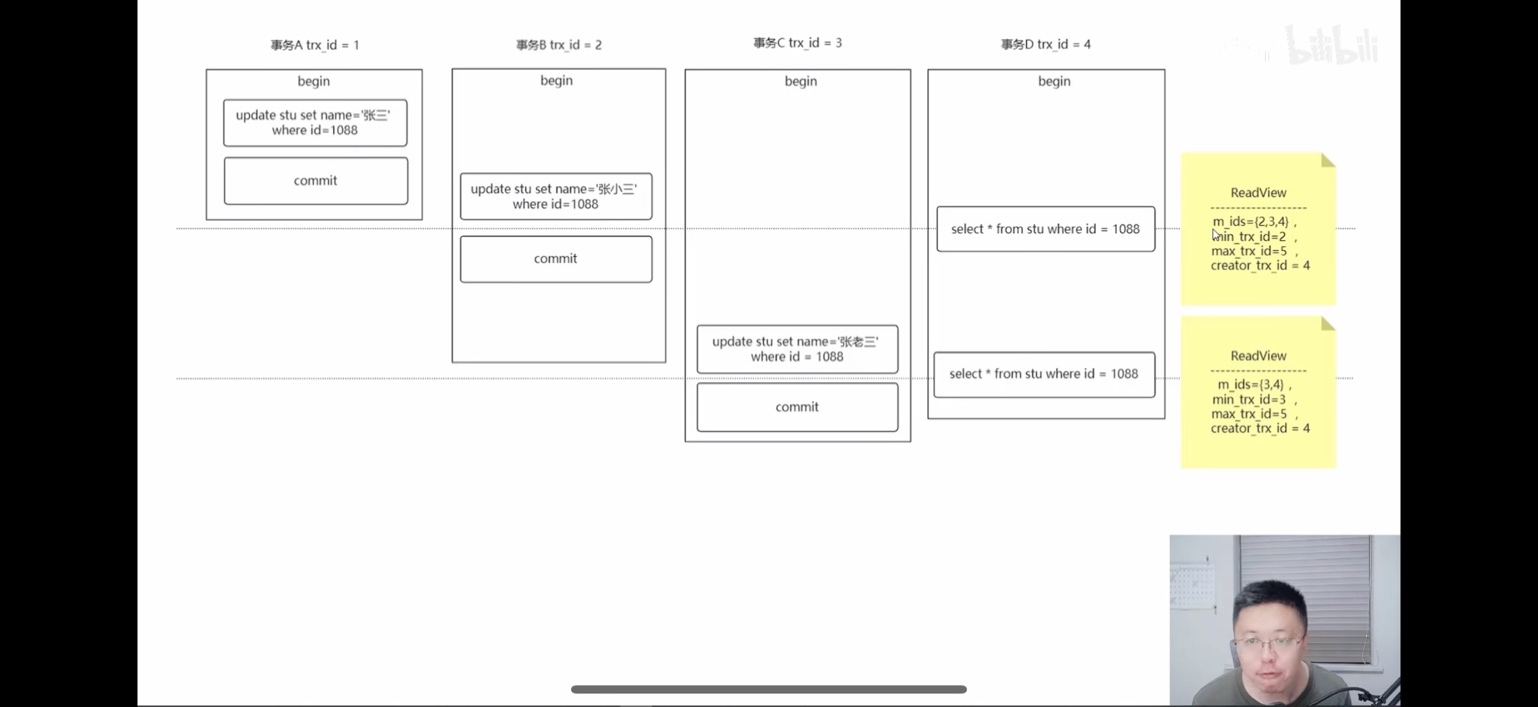 事务A trx_id = 1
事务B trx_id = 2
事务C trx_id = 3
事务D trx_id = 4
bilibili
begin
update stu set name='张三'
where id=1088
commit
begin
update stu set name='张小三'
where id=1088
commit
begin
update stu set name='张老三'
where id = 1088
commit
begin
select * from stu where id = 1088
select * from stu where id = 1088
ReadView
m_ids={2,3,4} ,
min_trx_id=2 ,
max_trx_id=5 ,
creator_trx_id = 4
ReadView
m_ids={3,4} ,
min_trx_id=3 ,
max_trx_id=5 ,
creator_trx_id = 4